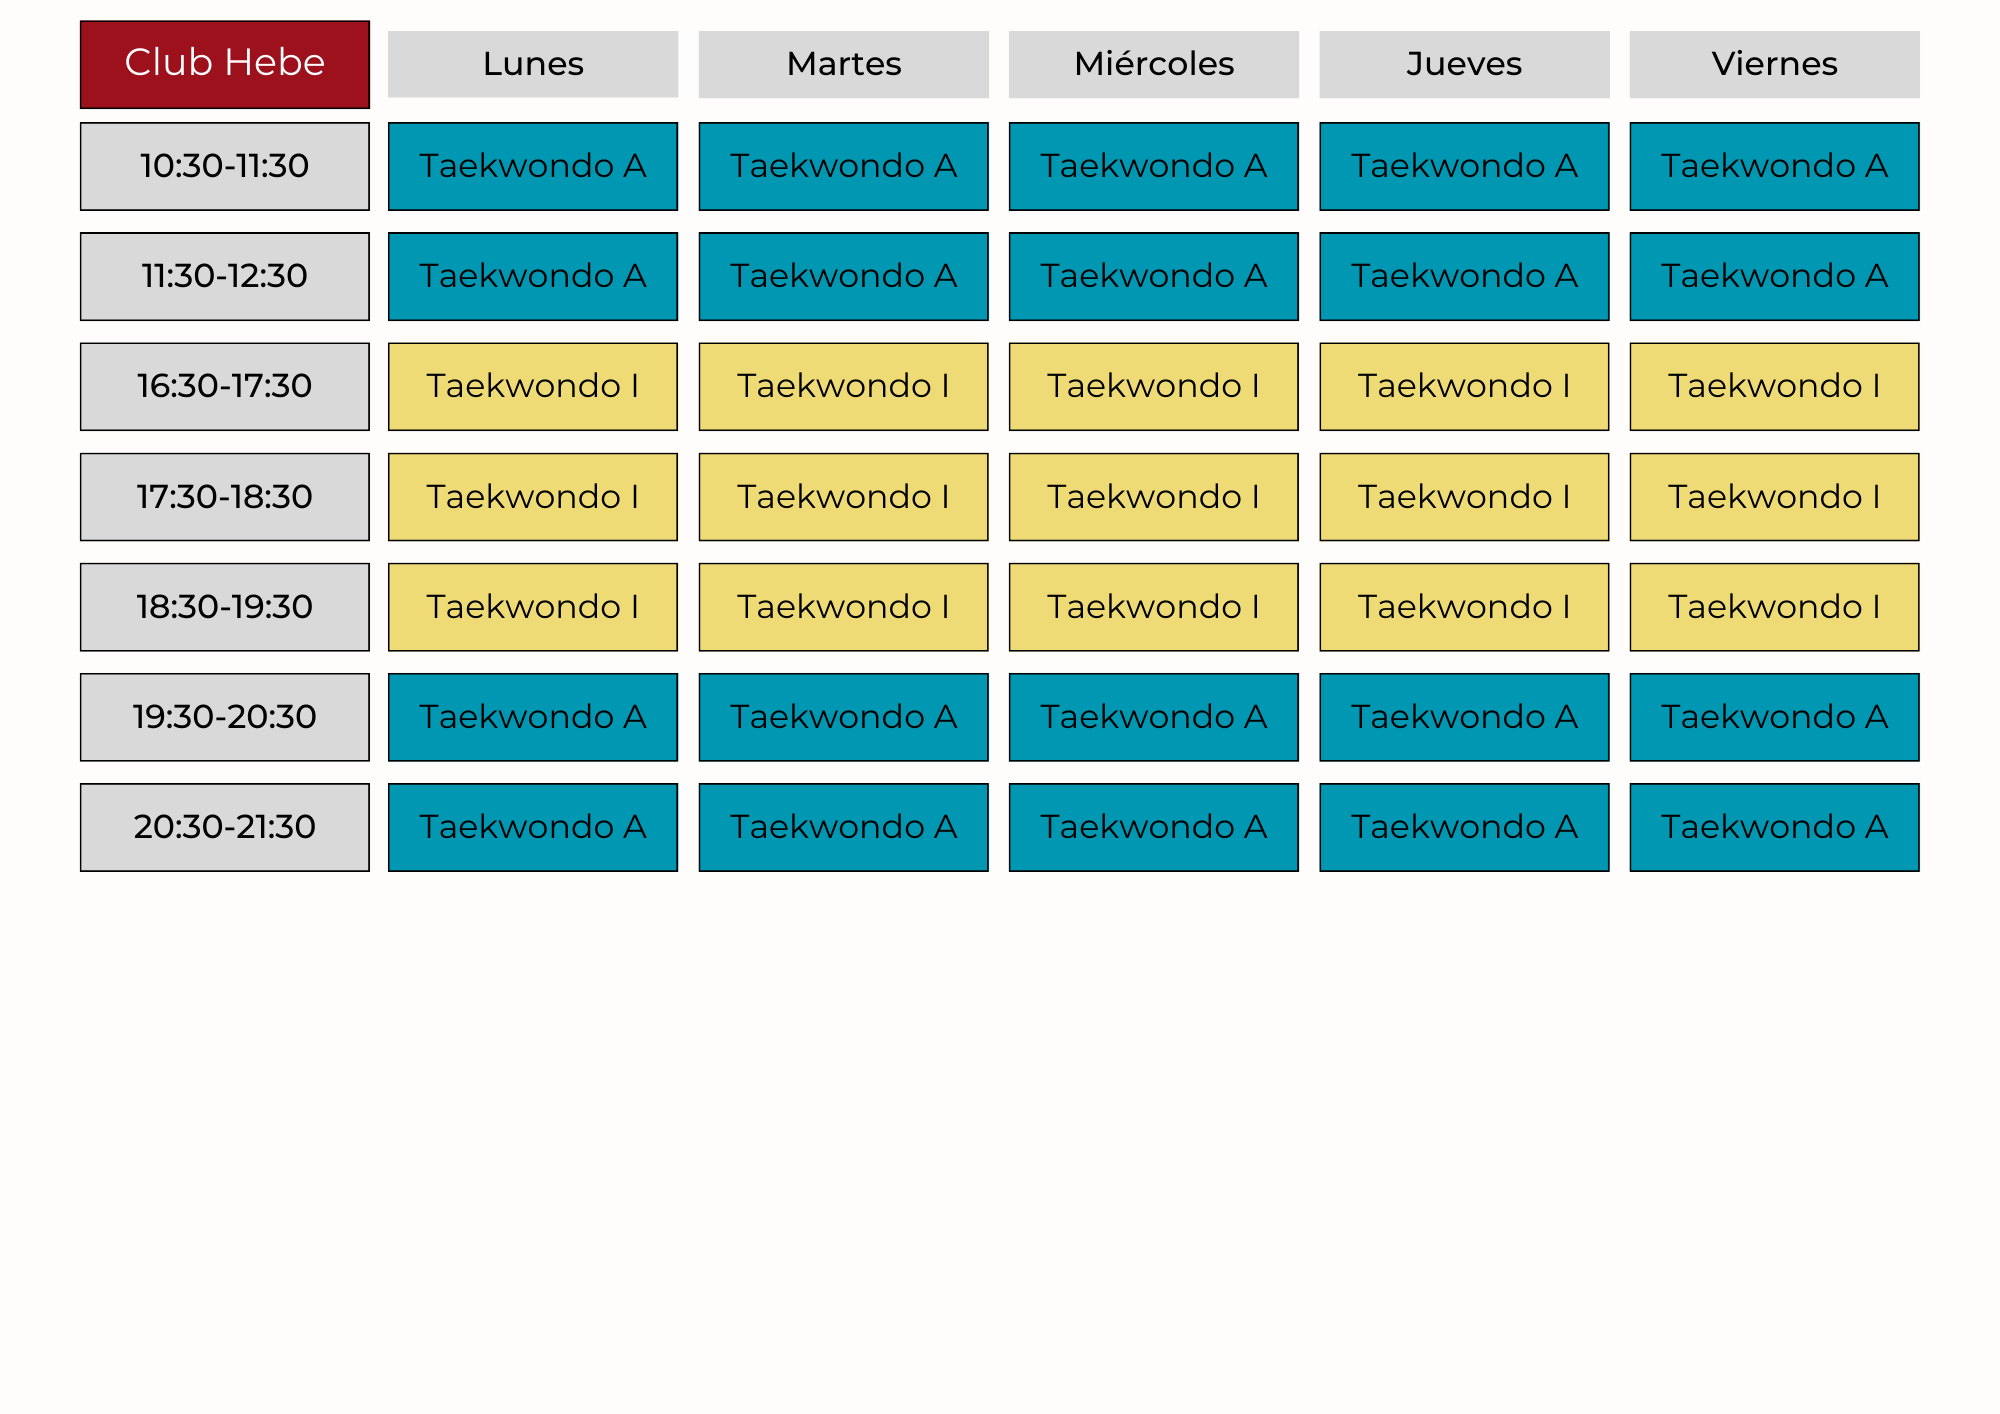 Club Hebe Lunes Martes Miércoles Jueves Viernes
10:30-11:30 Taekwondo A Taekwondo A Taekwondo A Taekwondo A Taekwondo A
11:30-12:30 Taekwondo A Taekwondo A Taekwondo A Taekwondo A Taekwondo A
16:30-17:30 Taekwondo I Taekwondo I Taekwondo I Taekwondo I Taekwondo I
17:30-18:30 Taekwondo I Taekwondo I Taekwondo I Taekwondo I Taekwondo I
18:30-19:30 Taekwondo I Taekwondo I Taekwondo I Taekwondo I Taekwondo I
19:30-20:30 Taekwondo A Taekwondo A Taekwondo A Taekwondo A Taekwondo A
20:30-21:30 Taekwondo A Taekwondo A Taekwondo A Taekwondo A Taekwondo A